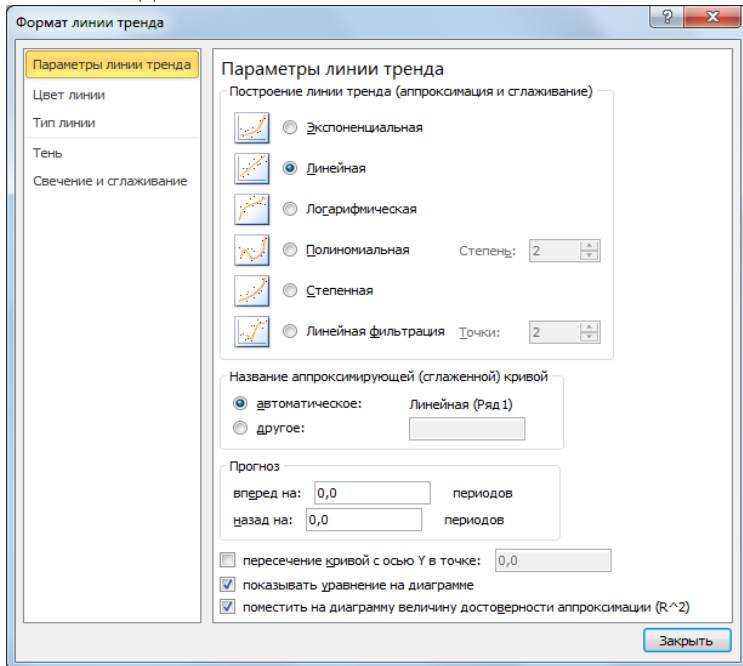 Формат линии тренда
Параметры линии тренда
Цвет линии
Тип линии
Тень
Свечение и сглаживание
Параметры линии тренда
Построение линии тренда (аппроксимация и сглаживание)
Экспоненциальная
Линейная
Логарифмическая
Полиномиальная Степень: 2
Степенная
Линейная фильтрация Точки: 2
Название аппроксимирующей (сглаженной) кривой
автоматическое: Линейная (Ряд1)
другое:
Прогноз
вперед на: 0,0 периодов
назад на: 0,0 периодов
пересечение кривой с осью Y в точке: 0,0
показывать уравнение на диаграмме
поместить на диаграмму величину достоверности аппроксимации (R^2)
Закрыть